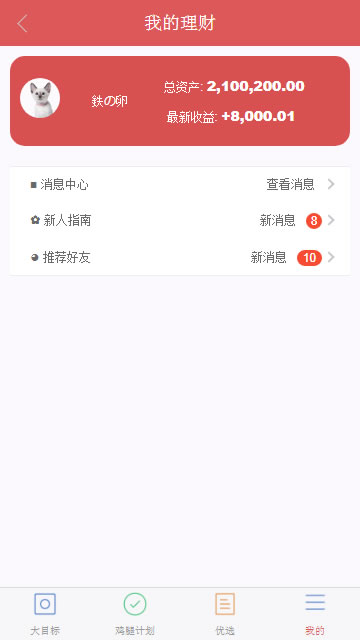 我的理财
鉄の卵
总资产: 2,100,200.00
最新收益: +8,000.01
消息中心 查看消息
新人指南 新消息 8
推荐好友 新消息 10
大目标 鸡腿计划 优选 我的